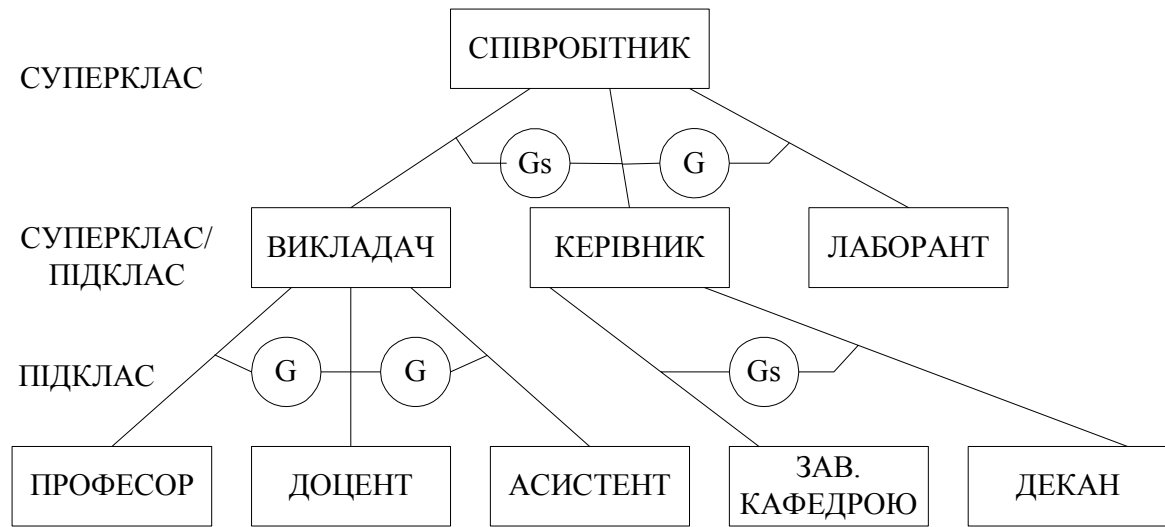 СПІВРОБІТНИК
СУПЕРКЛАС
Gs
G
СУПЕРКЛАС/
ПІДКЛАС
ВИКЛАДАЧ
КЕРІВНИК
ЛАБОРАНТ
ПІДКЛАС
G
G
Gs
ПРОФЕСОР
ДОЦЕНТ
АСИСТЕНТ
ЗАВ.
КАФЕДРОЮ
ДЕКАН